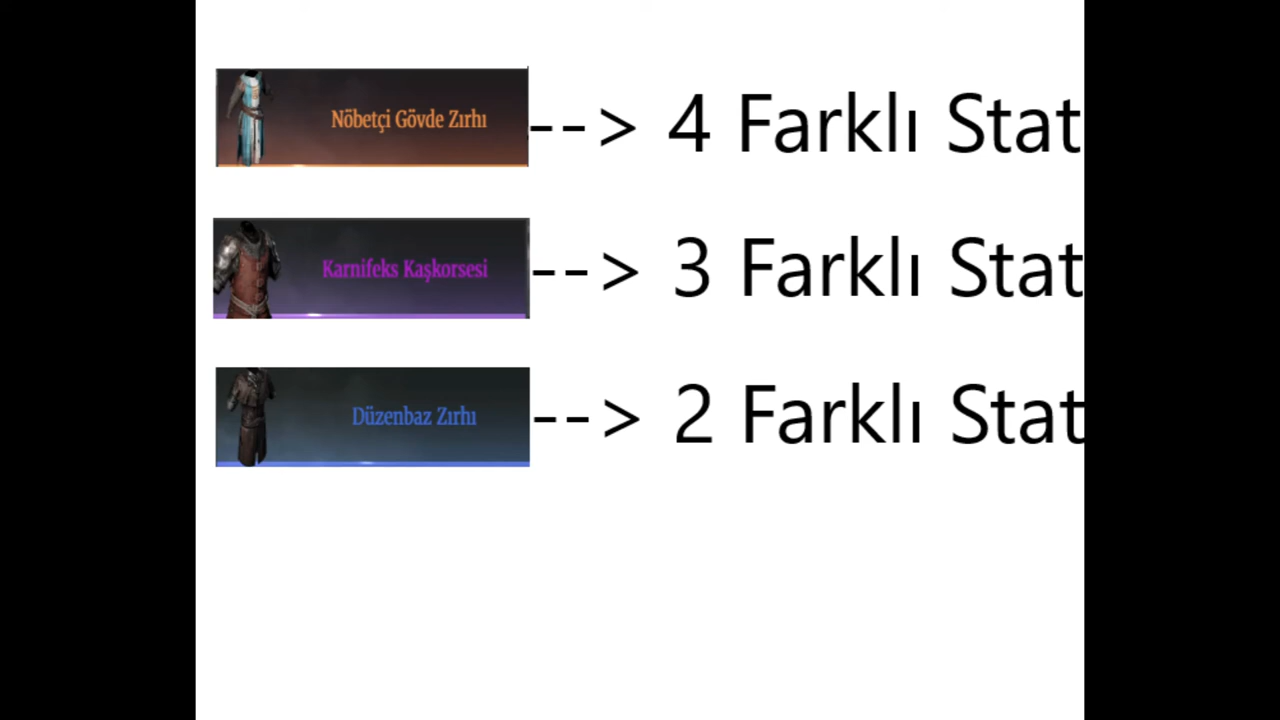 Nöbetçi Gövde Zırhı --> 4 Farklı Stat
Karnifeks Kaşkorsesi --> 3 Farklı Stat
Düzenbaz Zırhı --> 2 Farklı Stat